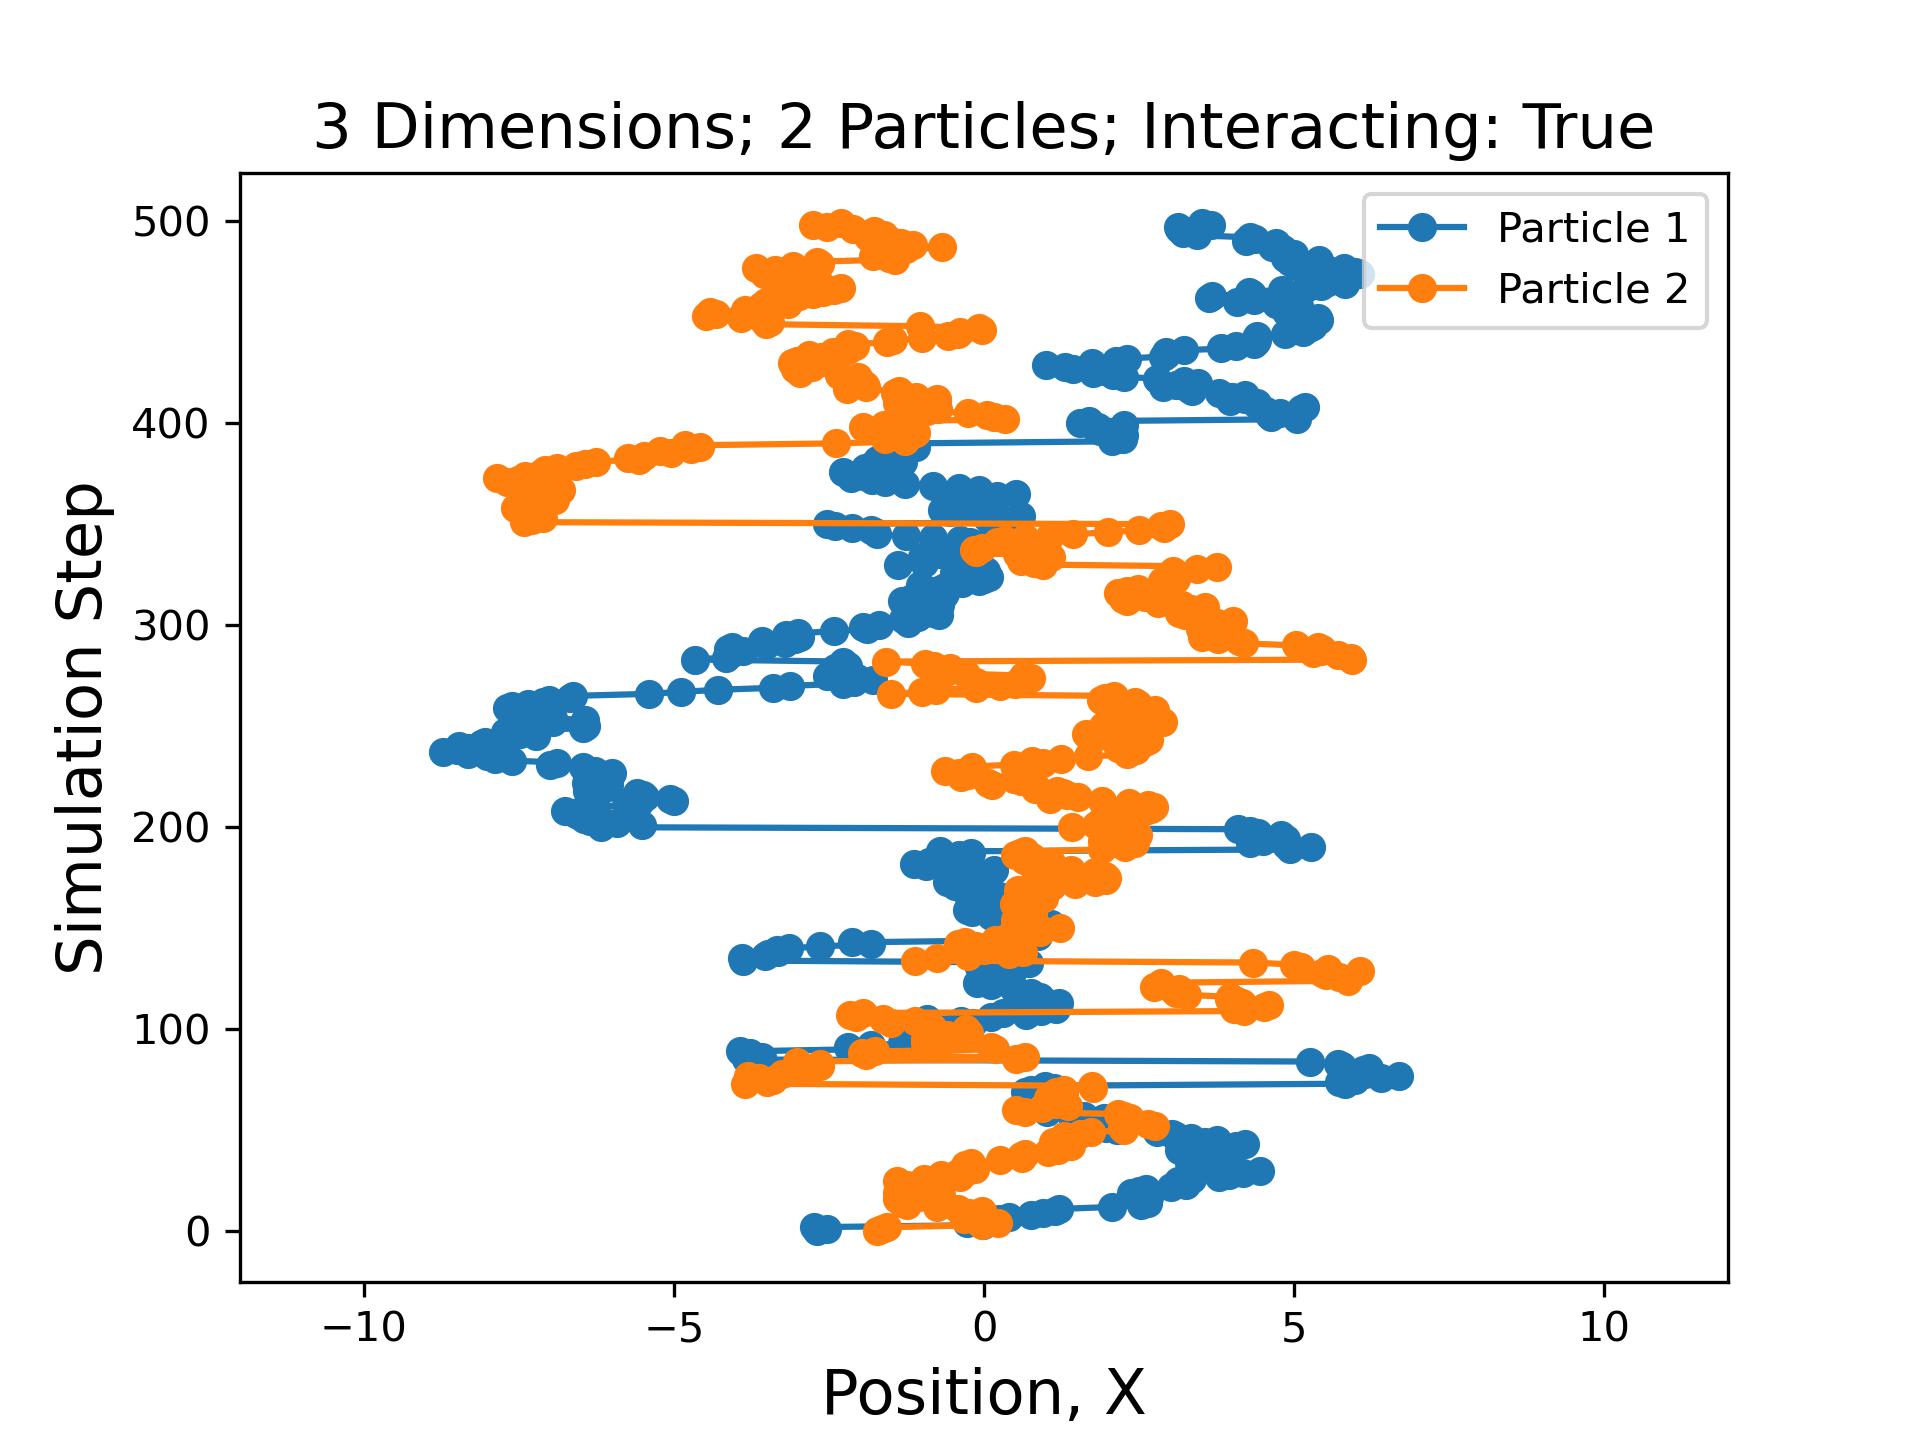 3 Dimensions; 2 Particles; Interacting: True
Particle 1
Particle 2
Simulation Step
500
400
300
200
100
0
−10
−5
0
5
10
Position, X